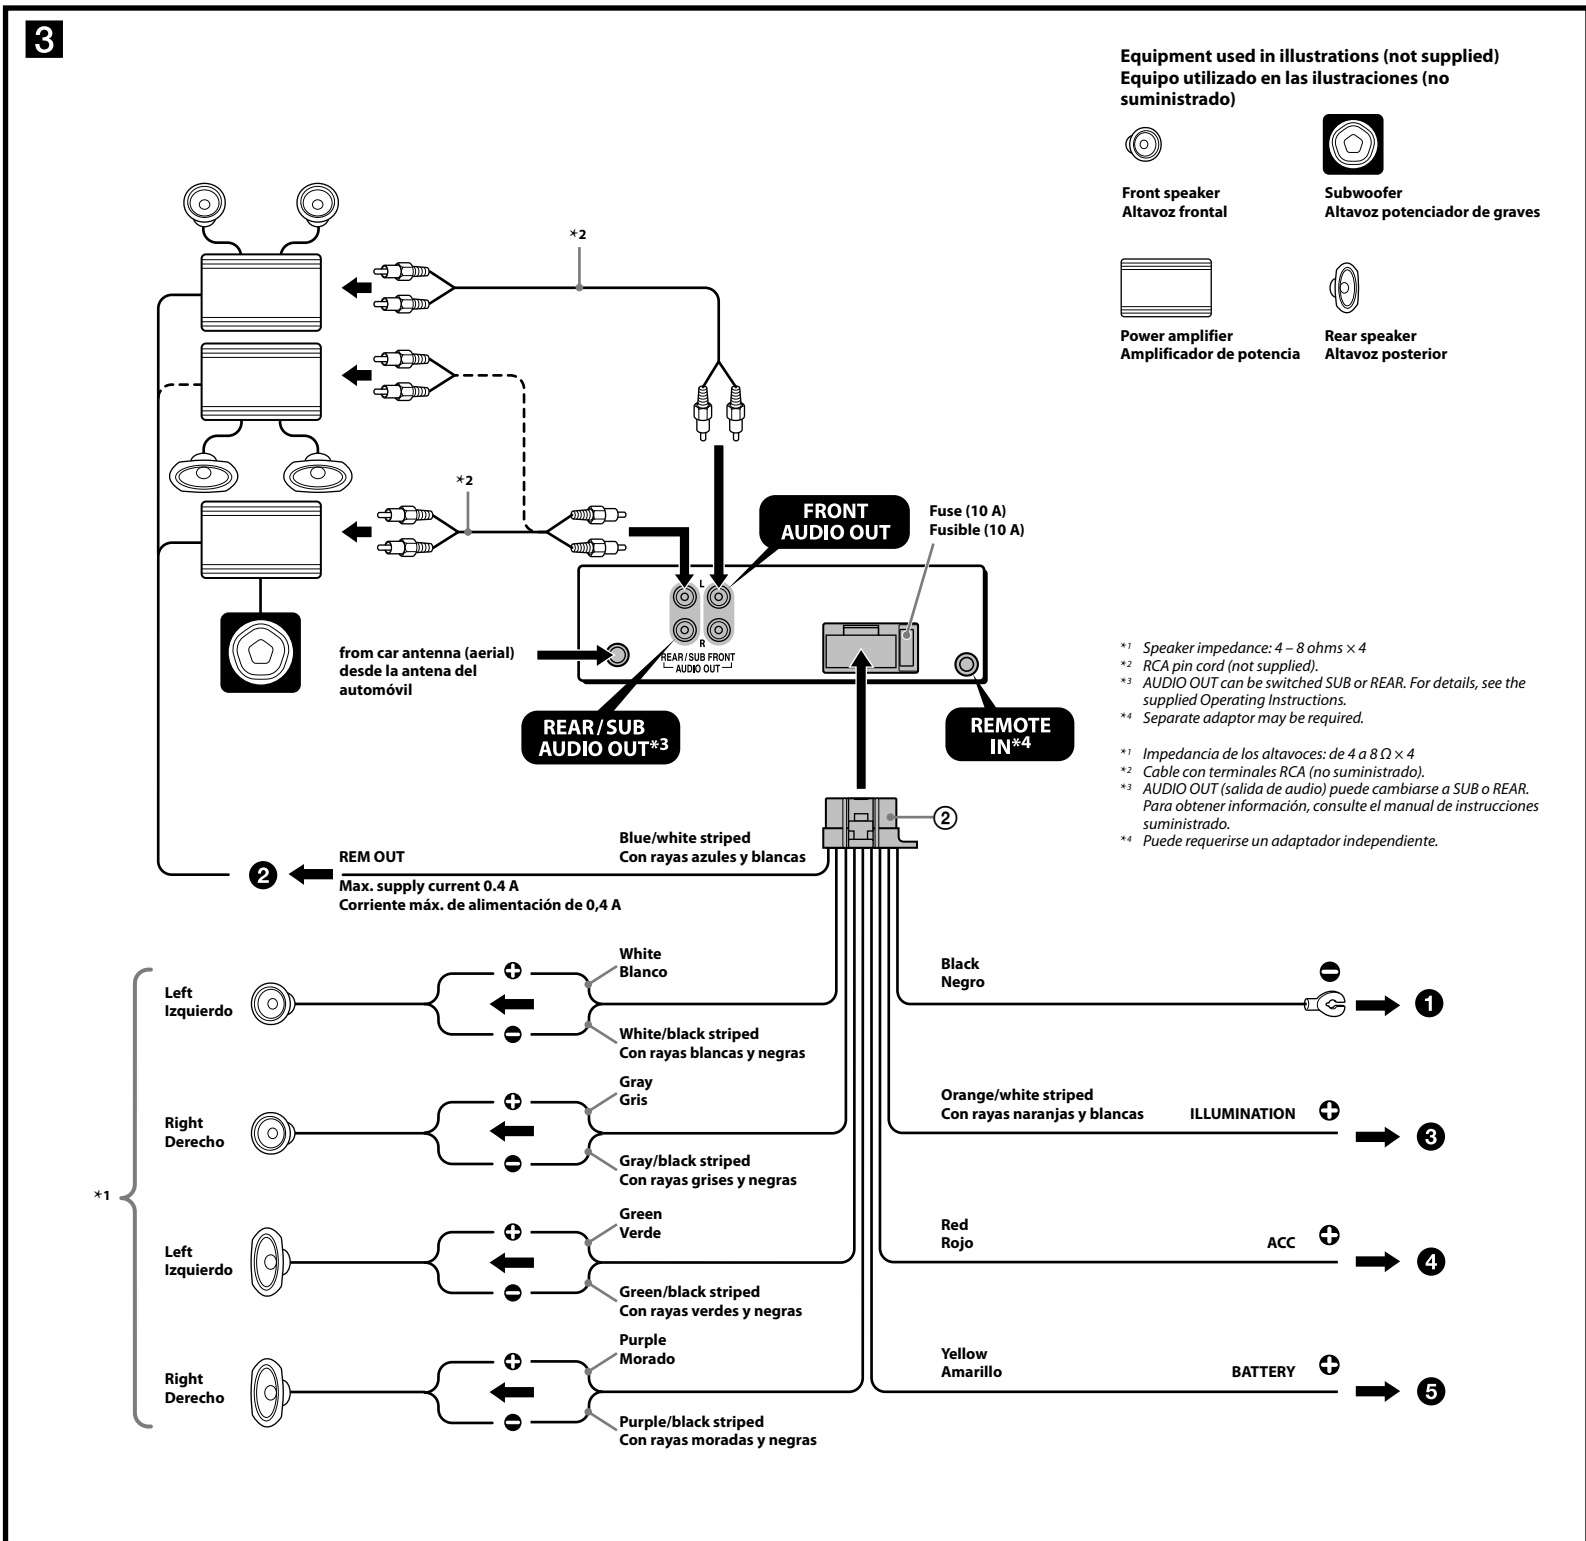 3
Equipment used in illustrations (not supplied)
Equipo utilizado en las ilustraciones (no
suministrado)
Front speaker
Altavoz frontal
Subwoofer
Altavoz potenciador de graves
Power amplifier
Amplificador de potencia
Rear speaker
Altavoz posterior
*2
*2
FRONT
AUDIO OUT
Fuse (10 A)
Fusible (10 A)
L
R
REAR / SUB FRONT
AUDIO OUT
from car antenna (aerial)
desde la antena del
automóvil
REAR / SUB
AUDIO OUT*3
REMOTE
IN*4
*1 Speaker impedance: 4 – 8 ohms × 4
*2 RCA pin cord (not supplied).
*3 AUDIO OUT can be switched SUB or REAR. For details, see the
supplied Operating Instructions.
*4 Separate adaptor may be required.
*1 Impedancia de los altavoces: de 4 a 8 Ω × 4
*2 Cable con terminales RCA (no suministrado).
*3 AUDIO OUT (salida de audio) puede cambiarse a SUB o REAR.
Para obtener información, consulte el manual de instrucciones
suministrado.
*4 Puede requerirse un adaptador independiente.
2
Blue/white striped
Con rayas azules y blancas
2
REM OUT
Max. supply current 0.4 A
Corriente máx. de alimentación de 0,4 A
*1
Left
Izquierdo
+
−
White
Blanco
White/black striped
Con rayas blancas y negras
Right
Derecho
+
−
Gray
Gris
Gray/black striped
Con rayas grises y negras
Left
Izquierdo
+
−
Green
Verde
Green/black striped
Con rayas verdes y negras
Right
Derecho
+
−
Purple
Morado
Purple/black striped
Con rayas moradas y negras
Black
Negro
−
1
Orange/white striped
Con rayas naranjas y blancas ILLUMINATION +
3
Red
Rojo ACC +
4
Yellow
Amarillo BATTERY +
5